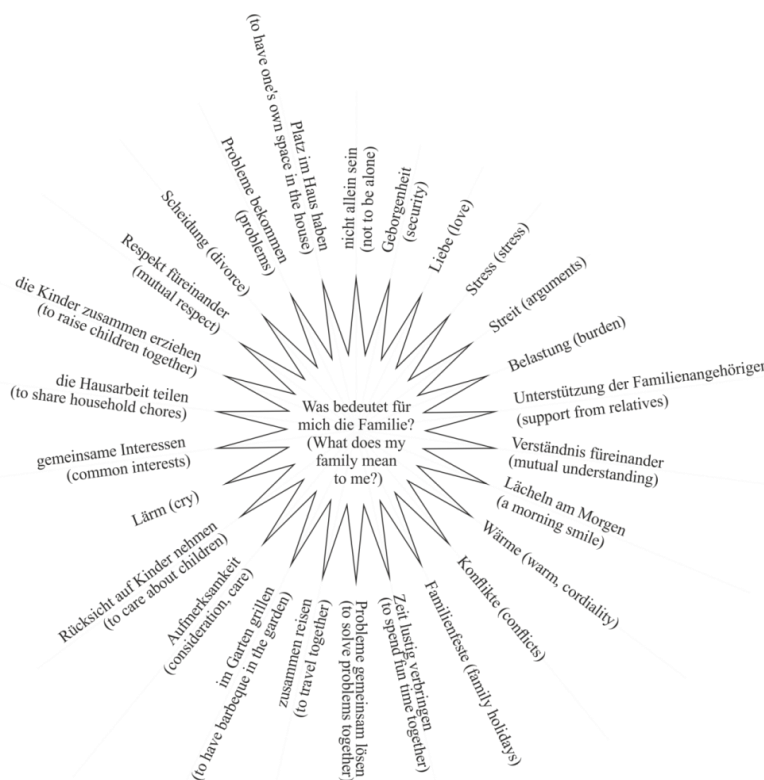 Was bedeutet für
mich die Familie?
(What does my
family mean
to me?)
nicht allein sein
(not to be alone)
Geborgenheit
(security)
Liebe (love)
Stress (stress)
Streit (arguments)
Belastung (burden)
Unterstützung der Familienangehöriger
(support from relatives)
Verständnis füreinander
(mutual understanding)
Lächeln am Morgen
(a morning smile)
Wärme (warm, cordiality)
Konflikte (conflicts)
Familienfeste (family holidays)
Zeit lustig verbringen
(to spend fun time together)
Probleme gemeinsam lösen
(to solve problems together)
zusammen reisen
(to travel together)
im Garten grillen
(to have barbeque in the garden)
Aufmerksamkeit
(consideration, care)
Rücksicht auf Kinder nehmen
(to care about children)
Lärm (cry)
gemeinsame Interessen
(common interests)
die Hausarbeit teilen
(to share household chores)
die Kinder zusammen erziehen
(to raise children together)
Respekt füreinander
(mutual respect)
Scheidung (divorce)
Probleme bekommen
(problems)
Platz im Haus haben
(to have one's own space in the house)